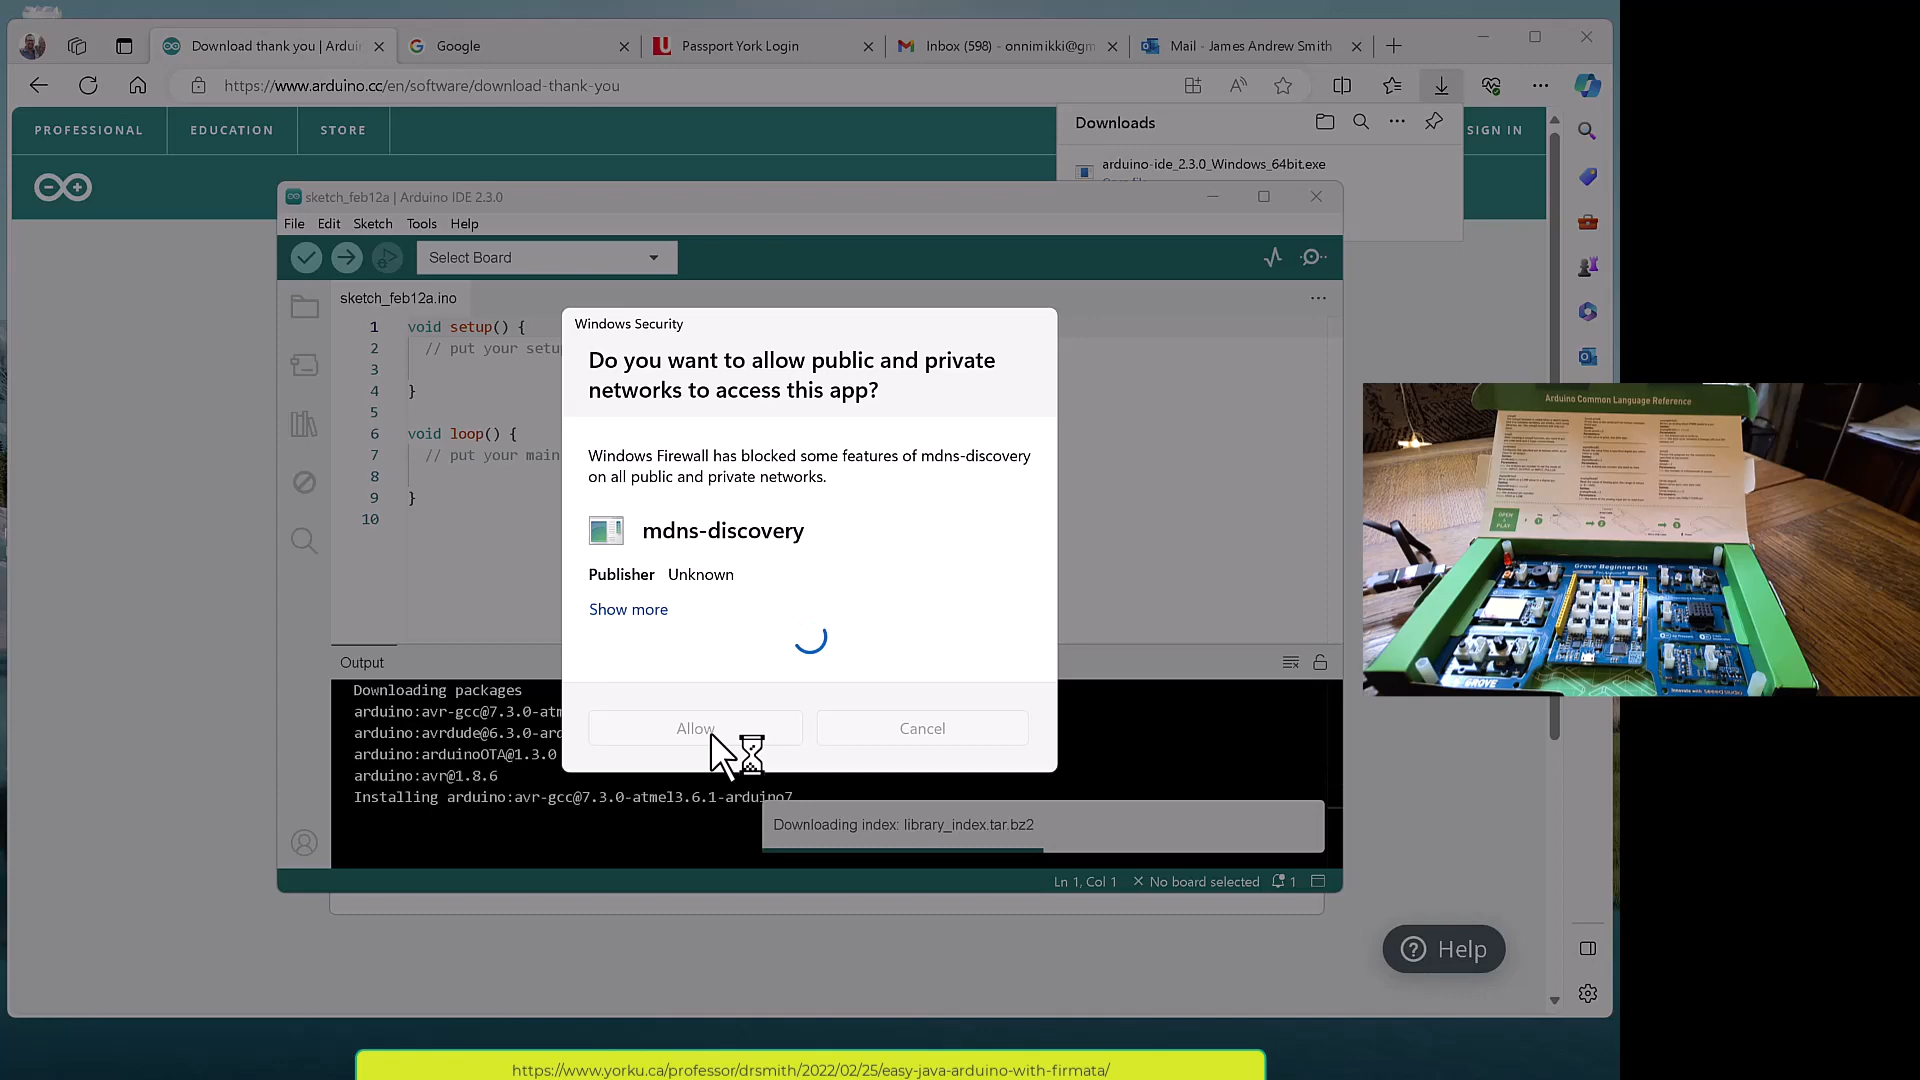 Download thank you | Ardui
Google
Passport York Login
Inbox (598) - onnimikki@gm
Mail - James Andrew Smith
https://www.arduino.cc/en/software/download-thank-you
PROFESSIONAL
EDUCATION
STORE
SIGN IN
Downloads
arduino-ide_2.3.0_Windows_64bit.exe
sketch_feb12a | Arduino IDE 2.3.0
File Edit Sketch Tools Help
Select Board
sketch_feb12a.ino
1 void setup() {
2 // put your setup
3
4 }
5
6 void loop() {
7 // put your main
8
9 }
10
Windows Security
Do you want to allow public and private
networks to access this app?
Windows Firewall has blocked some features of mdns-discovery
on all public and private networks.
mdns-discovery
Publisher Unknown
Show more
Allow
Cancel
Output
Downloading packages
arduino:avr-gcc@7.3.0-atm
arduino:avrdude@6.3.0-ard
arduino:arduinoOTA@1.3.0
arduino:avr@1.8.6
Installing arduino:avr-gcc@7.3.0-atmel3.6.1-arduino7
Downloading index: library_index.tar.bz2
Ln 1, Col 1
No board selected
1
Help
Arduino Common Language Reference
Grove Beginner Kit
GROVE
https://www.yorku.ca/professor/drsmith/2022/02/25/easy-java-arduino-with-firmata/